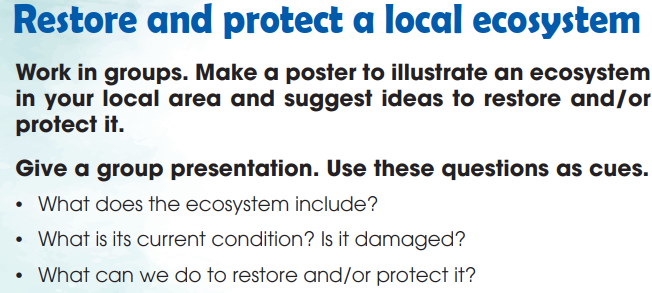 Restore and protect a local ecosystem
Work in groups. Make a poster to illustrate an ecosystem
in your local area and suggest ideas to restore and/or
protect it.
Give a group presentation. Use these questions as cues.
• What does the ecosystem include?
• What is its current condition? Is it damaged?
• What can we do to restore and/or protect it?